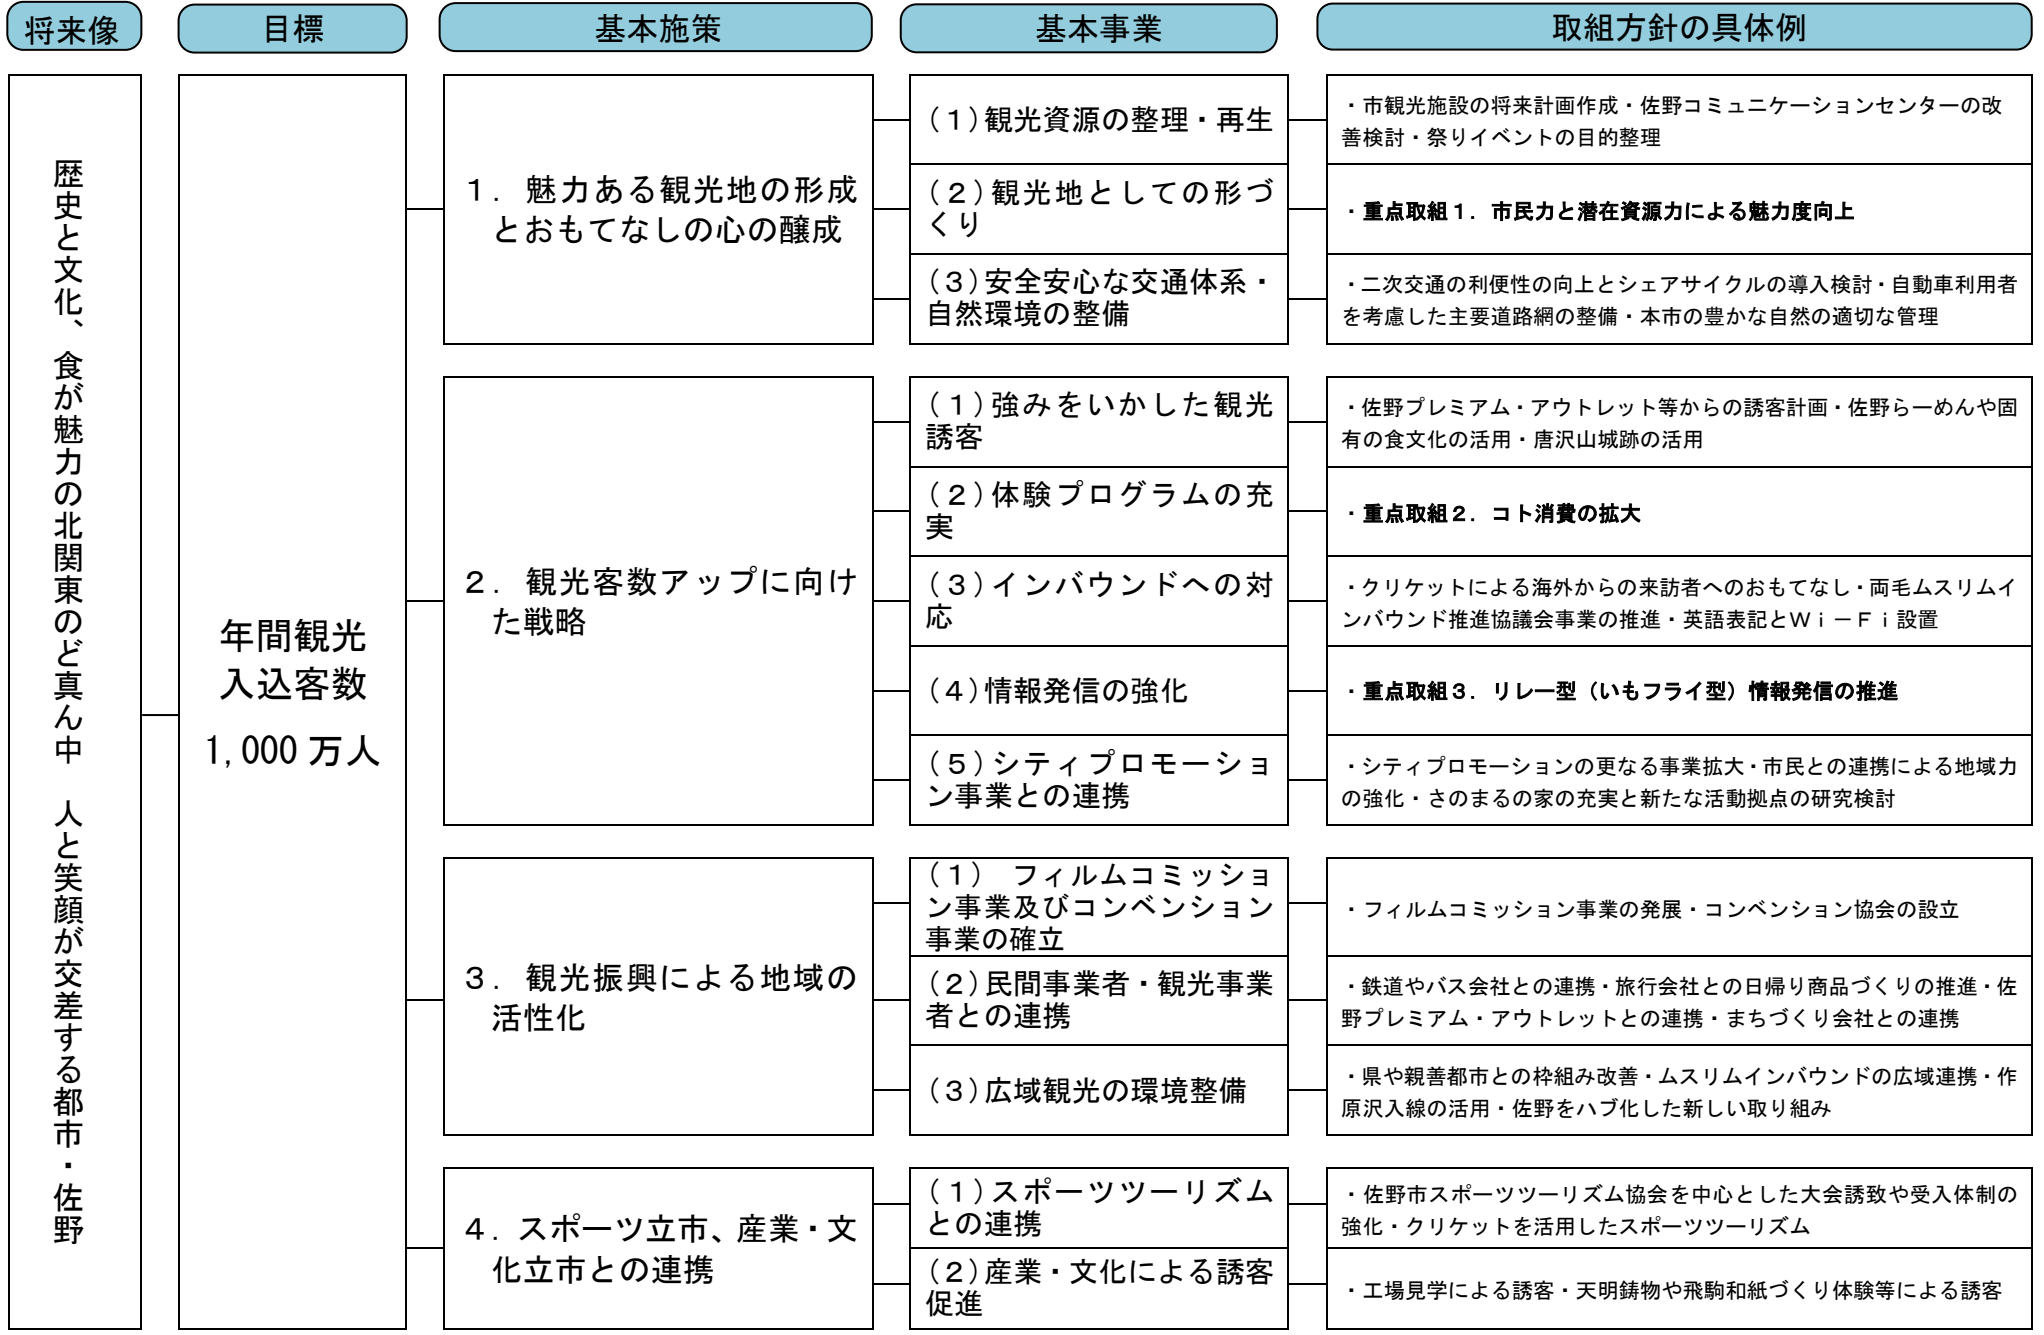 将来像
目標
基本施策
基本事業
取組方針の具体例
歴史と文化、食が魅力の北関東のど真ん中　人と笑顔が交差する都市・佐野
年間観光
入込客数
1,000 万人
１．魅力ある観光地の形成
とおもてなしの心の醸成
（１）観光資源の整理・再生
・市観光施設の将来計画作成・佐野コミュニケーションセンターの改
善検討・祭りイベントの目的整理
（２）観光地としての形づ
くり
・重点取組１．市民力と潜在資源力による魅力度向上
（３）安全安心な交通体系・
自然環境の整備
・二次交通の利便性の向上とシェアサイクルの導入検討・自動車利用者
を考慮した主要道路網の整備・本市の豊かな自然の適切な管理
２．観光客数アップに向け
た戦略
（１）強みをいかした観光
誘客
・佐野プレミアム・アウトレット等からの誘客計画・佐野らーめんや固
有の食文化の活用・唐沢山城跡の活用
（２）体験プログラムの充
実
・重点取組２．コト消費の拡大
（３）インバウンドへの対
応
・クリケットによる海外からの来訪者へのおもてなし・両毛ムスリムイ
ンバウンド推進協議会事業の推進・英語表記とＷｉ－Ｆｉ設置
（４）情報発信の強化
・重点取組３．リレー型（いもフライ型）情報発信の推進
（５）シティプロモーショ
ン事業との連携
・シティプロモーションの更なる事業拡大・市民との連携による地域力
の強化・さのまるの家の充実と新たな活動拠点の研究検討
３．観光振興による地域の
活性化
（１）　フィルムコミッショ
ン事業及びコンベンション
事業の確立
・フィルムコミッション事業の発展・コンベンション協会の設立
（２）民間事業者・観光事業
者との連携
・鉄道やバス会社との連携・旅行会社との日帰り商品づくりの推進・佐
野プレミアム・アウトレットとの連携・まちづくり会社との連携
（３）広域観光の環境整備
・県や親善都市との枠組み改善・ムスリムインバウンドの広域連携・作
原沢入線の活用・佐野をハブ化した新しい取り組み
４．スポーツ立市、産業・文
化立市との連携
（１）スポーツツーリズム
との連携
・佐野市スポーツツーリズム協会を中心とした大会誘致や受入体制の
強化・クリケットを活用したスポーツツーリズム
（２）産業・文化による誘客
促進
・工場見学による誘客・天明鋳物や飛駒和紙づくり体験等による誘客